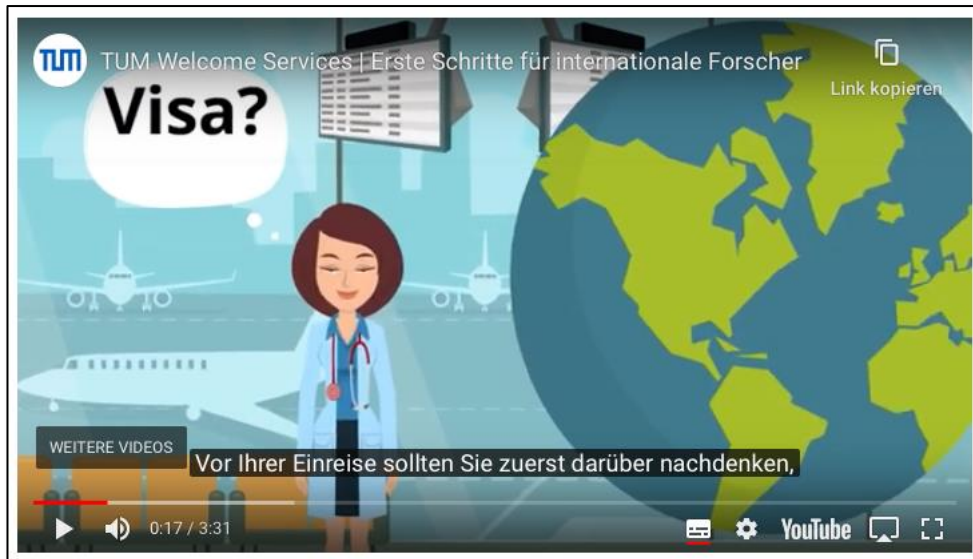 TUM
TUM Welcome Services | Erste Schritte für internationale Forscher
Link kopieren
Visa?
WEITERE VIDEOS
Vor Ihrer Einreise sollten Sie zuerst darüber nachdenken,
0:17 / 3:31
YouTube